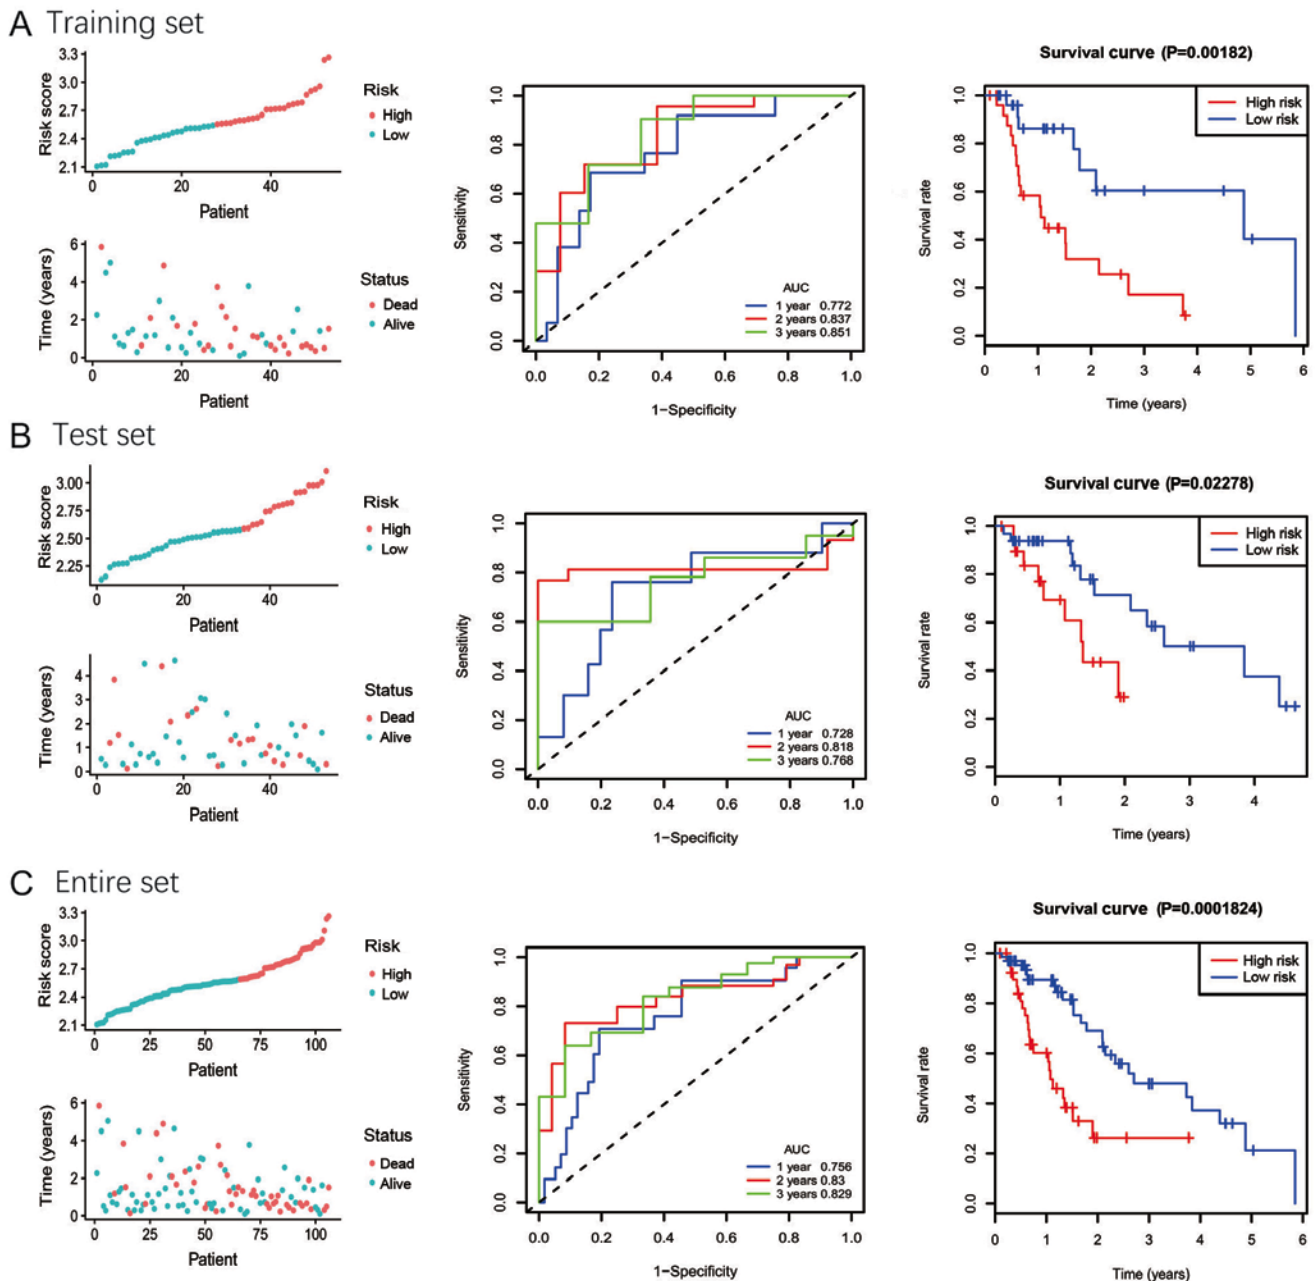 A Training set
3.3
3.0
2.7
2.4
2.1
Risk score
0 20 40
Patient
Risk
High
Low
6
4
2
0
Time (years)
0 20 40
Patient
Status
Dead
Alive
1.0
0.8
0.6
0.4
0.2
0.0
Sensitivity
AUC
1 year 0.772
2 years 0.837
3 years 0.851
0.0 0.2 0.4 0.6 0.8 1.0
1−Specificity
Survival curve (P=0.00182)
High risk
Low risk
1.0
0.8
0.6
0.4
0.2
0.0
Survival rate
0 1 2 3 4 5 6
Time (years)
B Test set
3.00
2.75
2.50
2.25
Risk score
0 20 40
Patient
Risk
High
Low
4
3
2
1
0
Time (years)
0 20 40
Patient
Status
Dead
Alive
1.0
0.8
0.6
0.4
0.2
0.0
Sensitivity
AUC
1 year 0.728
2 years 0.818
3 years 0.768
0.0 0.2 0.4 0.6 0.8 1.0
1−Specificity
Survival curve (P=0.02278)
High risk
Low risk
1.0
0.8
0.6
0.4
0.2
0.0
Survival rate
0 1 2 3 4
Time (years)
C Entire set
3.3
3.0
2.7
2.4
2.1
Risk score
0 25 50 75 100
Patient
Risk
High
Low
6
4
2
0
Time (years)
0 25 50 75 100
Patient
Status
Dead
Alive
1.0
0.8
0.6
0.4
0.2
0.0
Sensitivity
AUC
1 year 0.756
2 years 0.83
3 years 0.829
0.0 0.2 0.4 0.6 0.8 1.0
1−Specificity
Survival curve (P=0.0001824)
High risk
Low risk
1.0
0.8
0.6
0.4
0.2
0.0
Survival rate
0 1 2 3 4 5 6
Time (years)